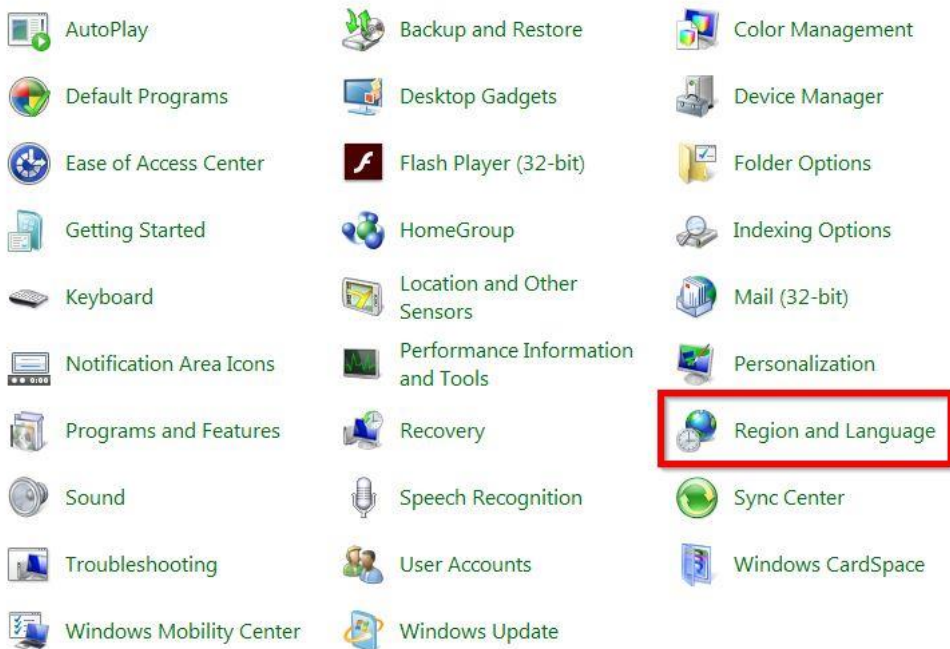 AutoPlay
Backup and Restore
Color Management
Default Programs
Desktop Gadgets
Device Manager
Ease of Access Center
Flash Player (32-bit)
Folder Options
Getting Started
HomeGroup
Indexing Options
Keyboard
Location and Other
Sensors
Mail (32-bit)
Notification Area Icons
Performance Information
and Tools
Personalization
Programs and Features
Recovery
Region and Language
Sound
Speech Recognition
Sync Center
Troubleshooting
User Accounts
Windows CardSpace
Windows Mobility Center
Windows Update